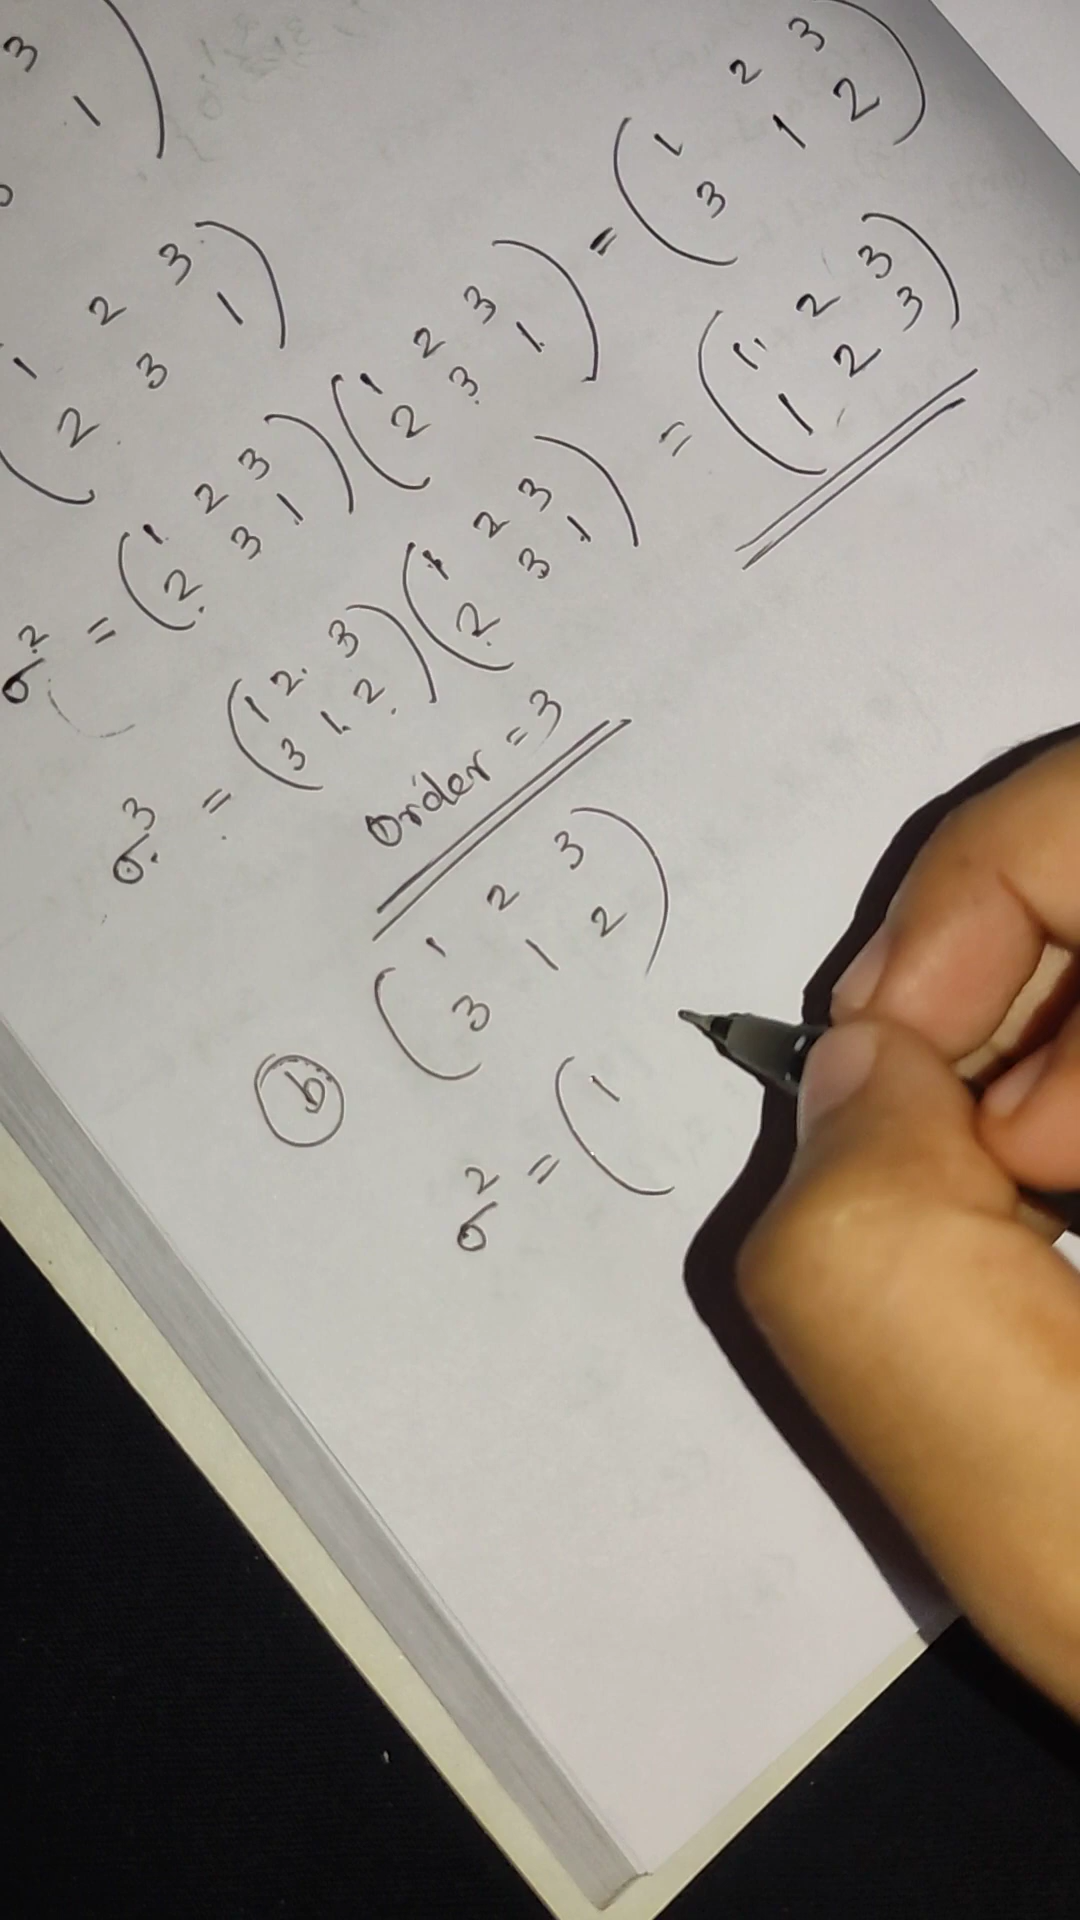 3
1 )
1 2 3 )
( 2 3 1
σ² = ( 1 2 3 ) ( 1 2 3 ) = ( 1 2 3 )
2 3 1 2 3 1 3 1 2
σ³ = ( 1 2 3 ) ( 1 2 3 ) = ( 1 2 3 )
3 1 2 2 3 1 1 2 3
Order = 3
b ( 1 2 3 )
3 1 2
σ² = ( 1